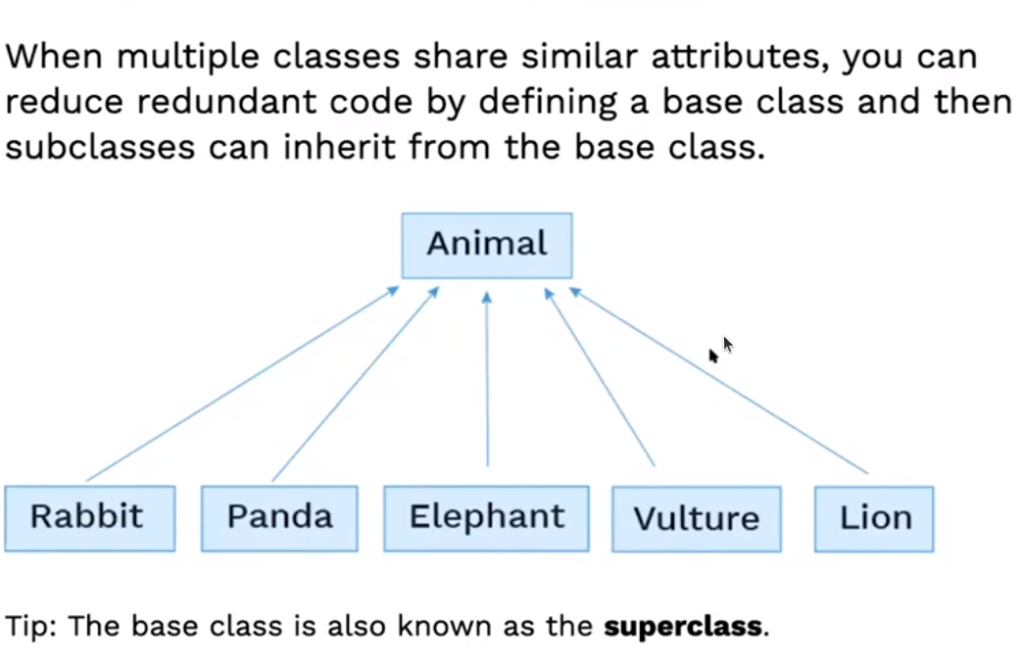 When multiple classes share similar attributes, you can
reduce redundant code by defining a base class and then
subclasses can inherit from the base class.
Animal
Rabbit
Panda
Elephant
Vulture
Lion
Tip: The base class is also known as the superclass.